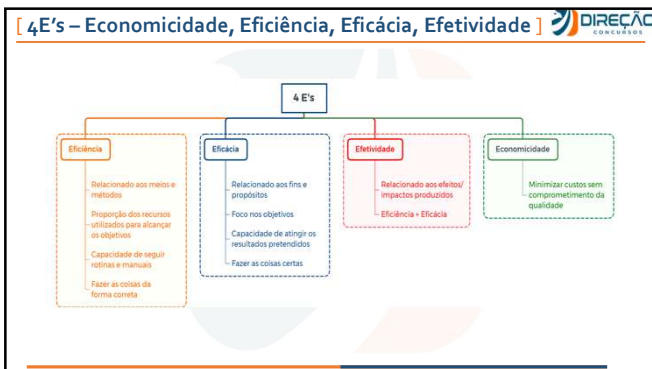 [ 4E's – Economicidade, Eficiência, Eficácia, Efetividade ]
DIREÇÃO
CONCURSOS
4 E's
Eficiência
Relacionado aos meios e
métodos
Proporção dos recursos
utilizados para alcançar
os objetivos
Capacidade de seguir
rotinas e manuais
Fazer as coisas da
forma correta
Eficácia
Relacionado aos fins e
propósitos
Foco nos objetivos
Capacidade de atingir os
resultados pretendidos
Fazer as coisas certas
Efetividade
Relacionado aos efeitos/
impactos produzidos
Eficiência + Eficácia
Economicidade
Minimizar custos sem
comprometimento da
qualidade